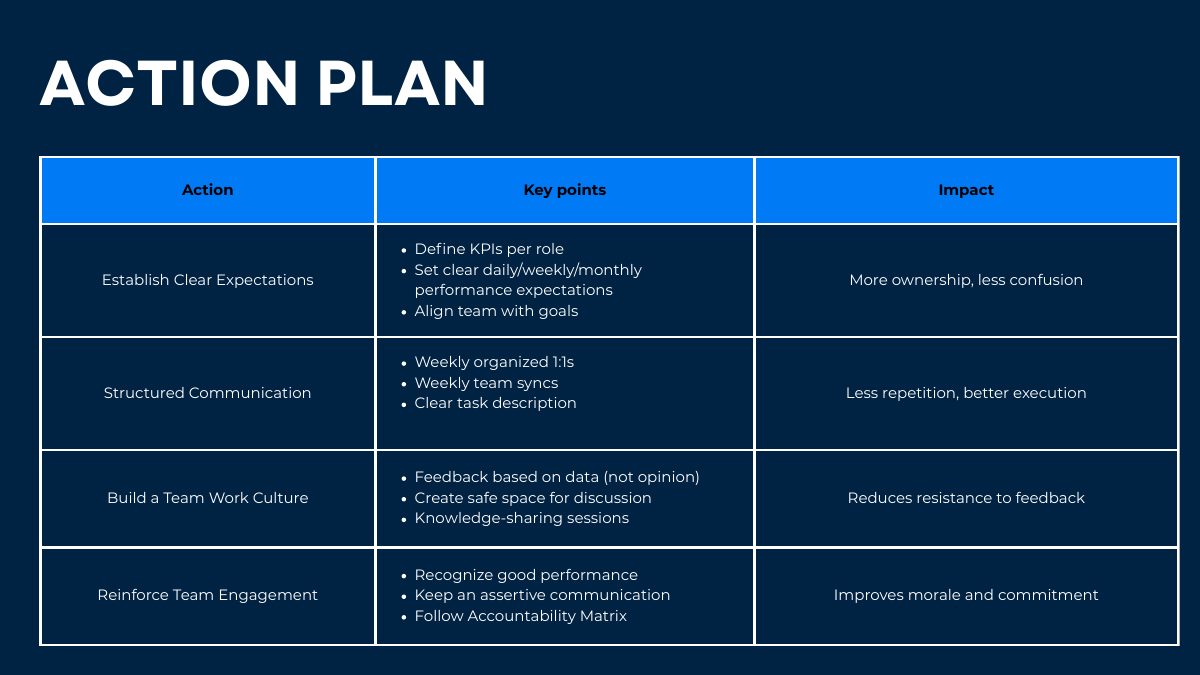 ACTION PLAN
Action
Key points
Impact
Establish Clear Expectations
• Define KPIs per role
• Set clear daily/weekly/monthly
performance expectations
• Align team with goals
More ownership, less confusion
Structured Communication
• Weekly organized 1:1s
• Weekly team syncs
• Clear task description
Less repetition, better execution
Build a Team Work Culture
• Feedback based on data (not opinion)
• Create safe space for discussion
• Knowledge-sharing sessions
Reduces resistance to feedback
Reinforce Team Engagement
• Recognize good performance
• Keep an assertive communication
• Follow Accountability Matrix
Improves morale and commitment